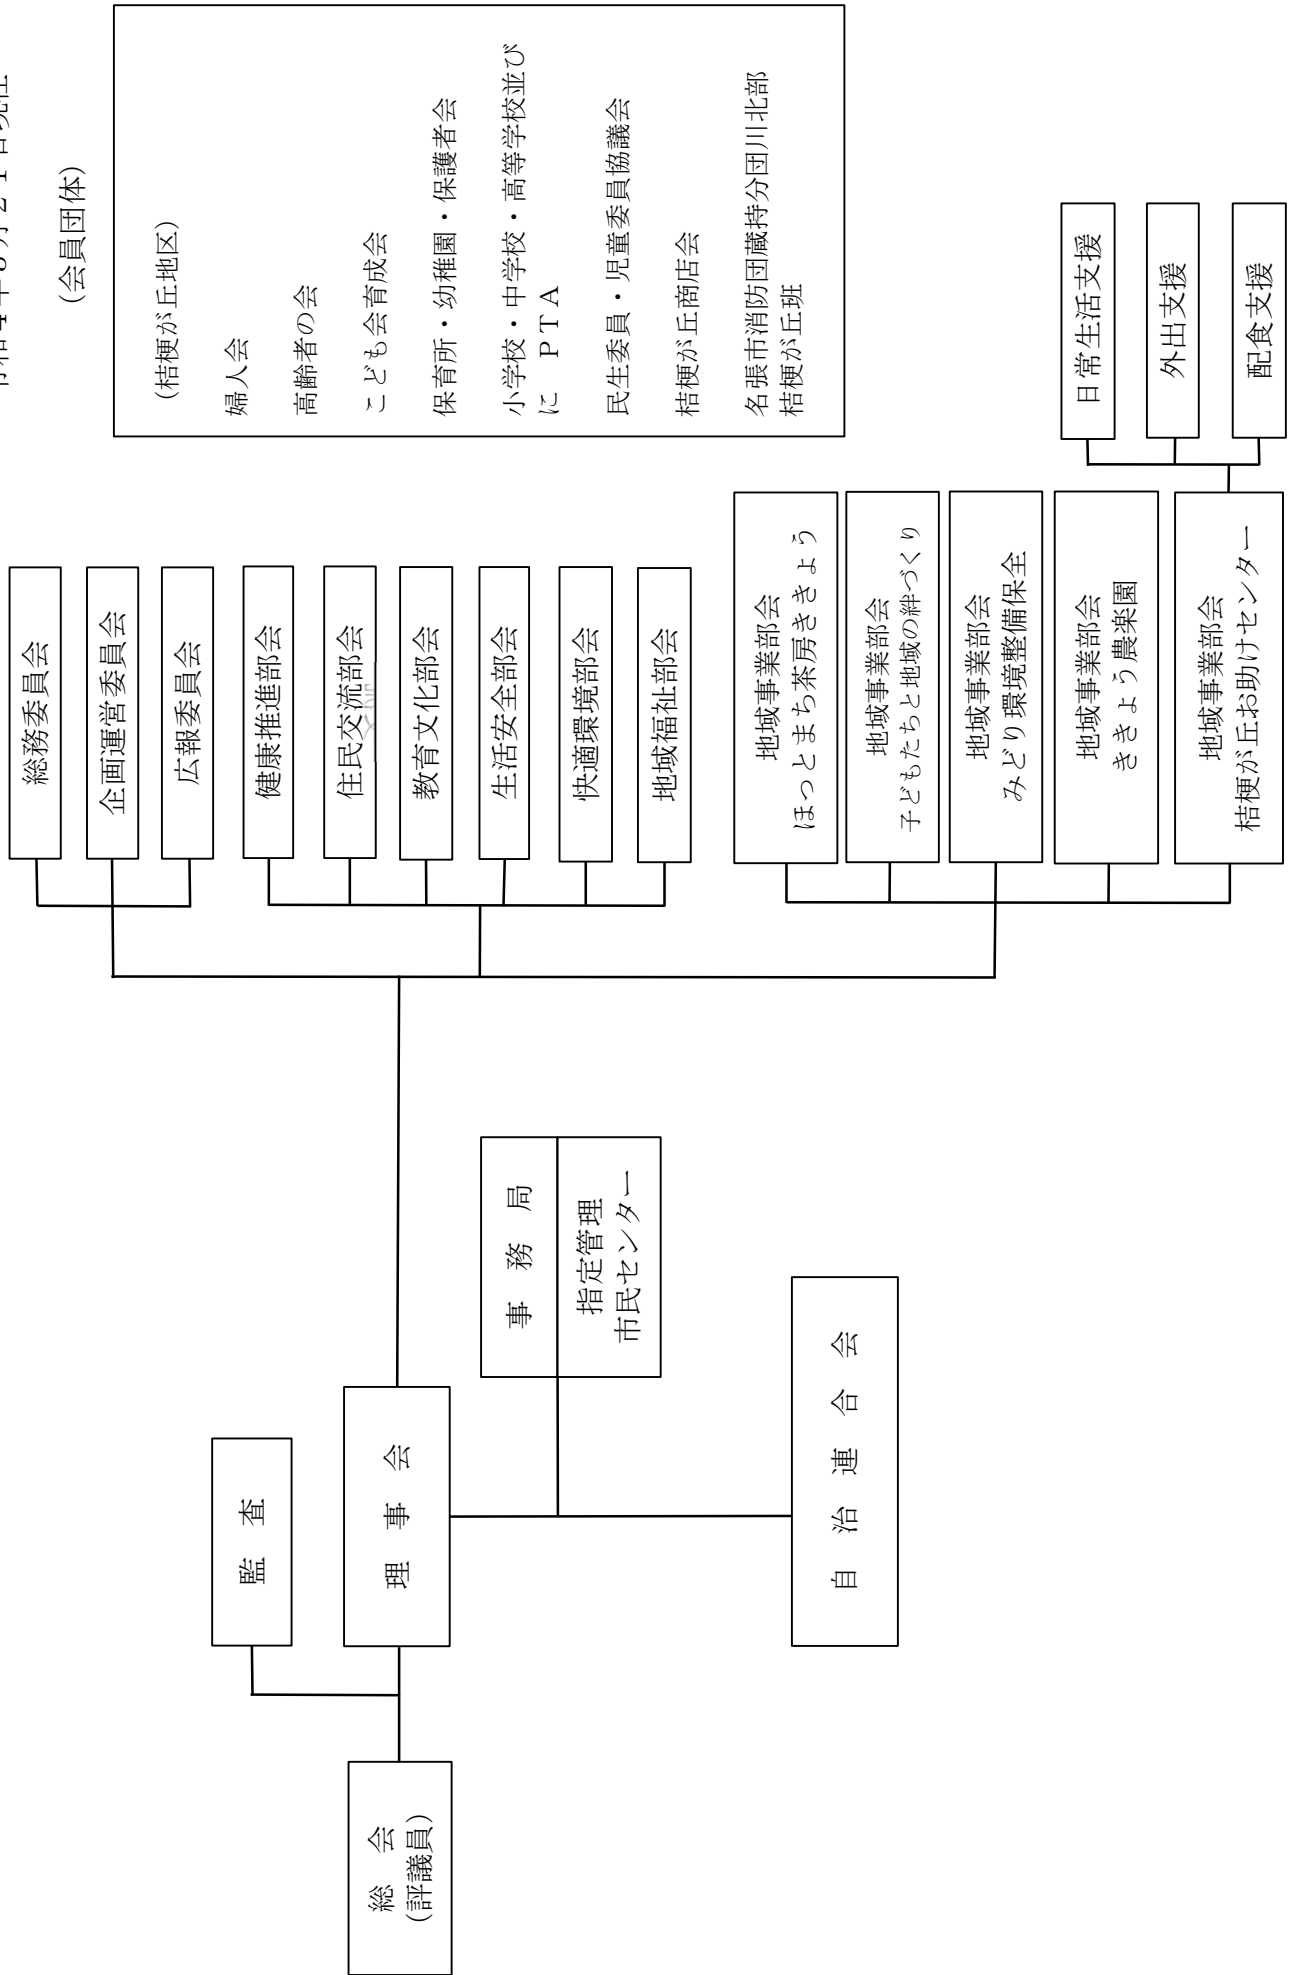 総　会
(評議員)
監　査
理　事　会
事　務　局
指定管理
市民センター
自　治　連　合　会
総務委員会
企画運営委員会
広報委員会
健康推進部会
住民交流部会
教育文化部会
生活安全部会
快適環境部会
地域福祉部会
地域事業部会
ほっとまち茶房ききょう
地域事業部会
子どもたちと地域の絆づくり
地域事業部会
みどり環境整備保全
地域事業部会
ききょう農楽園
地域事業部会
桔梗が丘お助けセンター
日常生活支援
外出支援
配食支援
(会員団体)
(桔梗が丘地区)
婦人会
高齢者の会
こども会育成会
保育所・幼稚園・保護者会
小学校・中学校・高等学校並び
に　PTA
民生委員・児童委員協議会
桔梗が丘商店会
名張市消防団蔵持分団川北部
桔梗が丘班